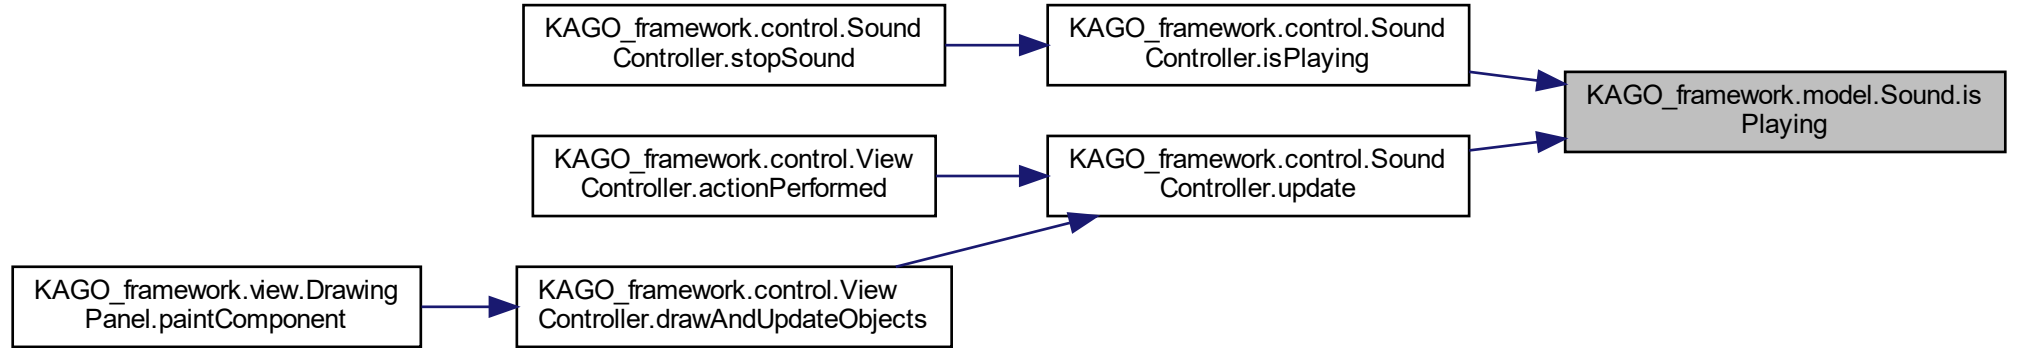 KAGO_framework.control.Sound
Controller.stopSound
KAGO_framework.control.Sound
Controller.isPlaying
KAGO_framework.model.Sound.is
Playing
KAGO_framework.control.View
Controller.actionPerformed
KAGO_framework.control.Sound
Controller.update
KAGO_framework.view.Drawing
Panel.paintComponent
KAGO_framework.control.View
Controller.drawAndUpdateObjects